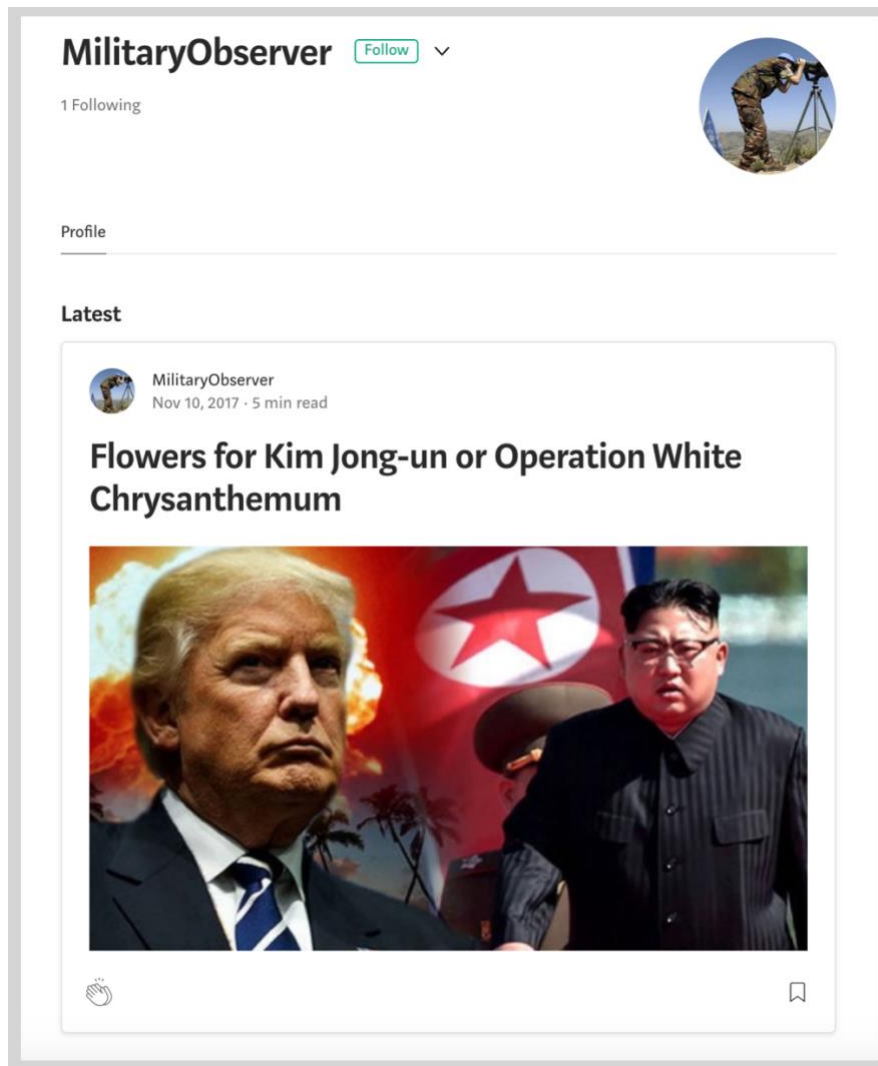 MilitaryObserver Follow
1 Following
Profile
Latest
MilitaryObserver
Nov 10, 2017 · 5 min read
Flowers for Kim Jong-un or Operation White
Chrysanthemum